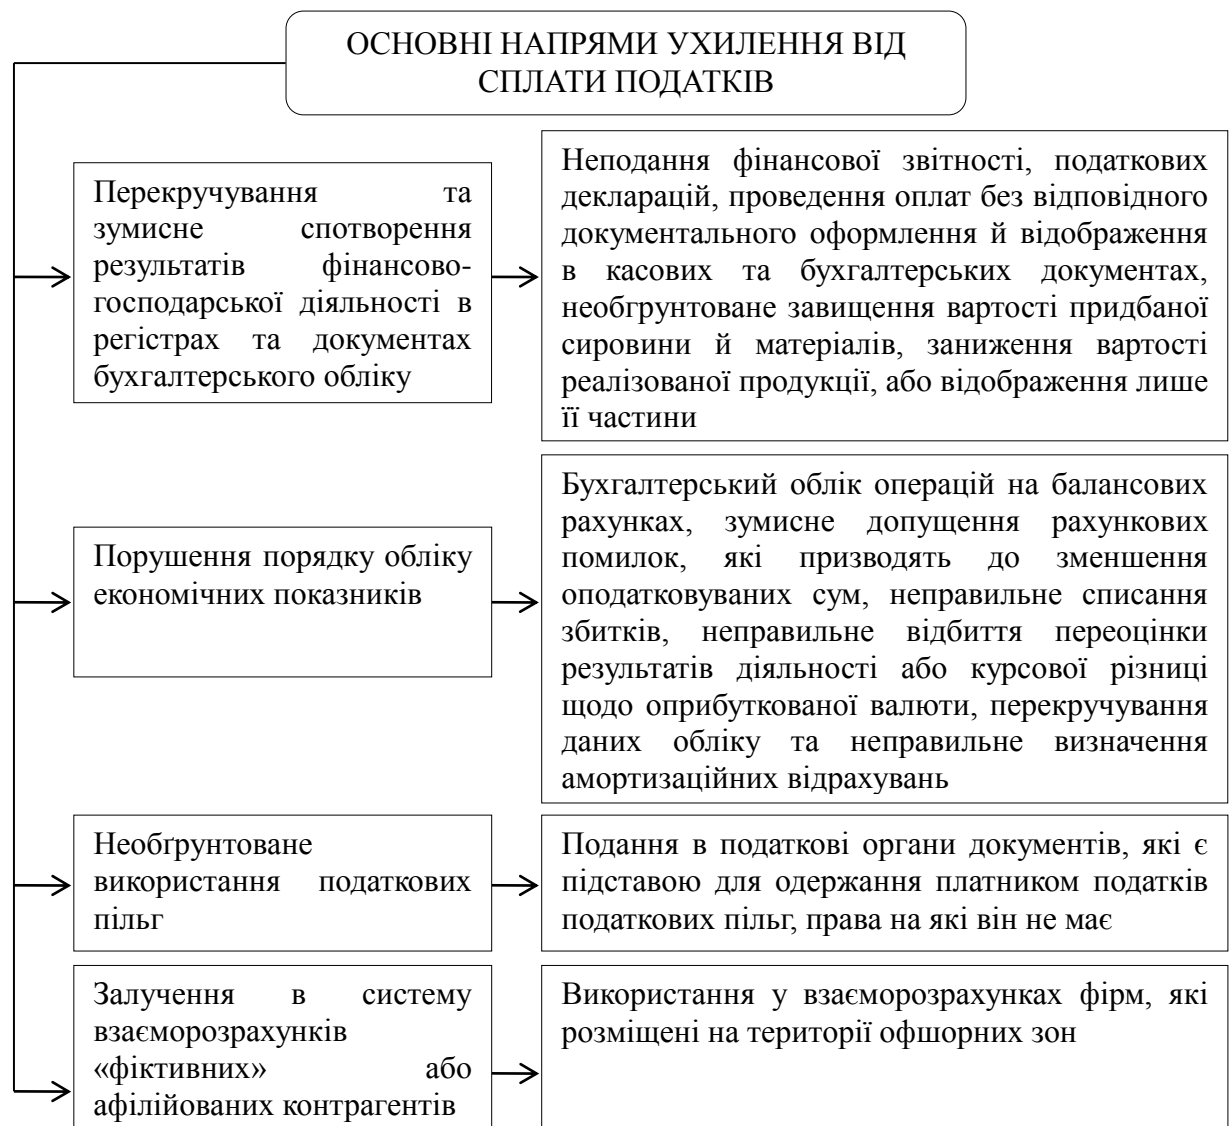 ОСНОВНІ НАПРЯМИ УХИЛЕННЯ ВІД
СПЛАТИ ПОДАТКІВ
Перекручування та
зумисне спотворення
результатів фінансово-
господарської діяльності в
регістрах та документах
бухгалтерського обліку
Неподання фінансової звітності, податкових
декларацій, проведення оплат без відповідного
документального оформлення й відображення
в касових та бухгалтерських документах,
необгрунтоване завищення вартості придбаної
сировини й матеріалів, заниження вартості
реалізованої продукції, або відображення лише
її частини
Порушення порядку обліку
економічних показників
Бухгалтерський облік операцій на балансових
рахунках, зумисне допущення рахункових
помилок, які призводять до зменшення
оподатковуваних сум, неправильне списання
збитків, неправильне відбиття переоцінки
результатів діяльності або курсової різниці
щодо оприбуткованої валюти, перекручування
даних обліку та неправильне визначення
амортизаційних відрахувань
Необґрунтоване
використання податкових
пільг
Подання в податкові органи документів, які є
підставою для одержання платником податків
податкових пільг, права на які він не має
Залучення в систему
взаєморозрахунків
«фіктивних» або
афілійованих контрагентів
Використання у взаєморозрахунках фірм, які
розміщені на території офшорних зон